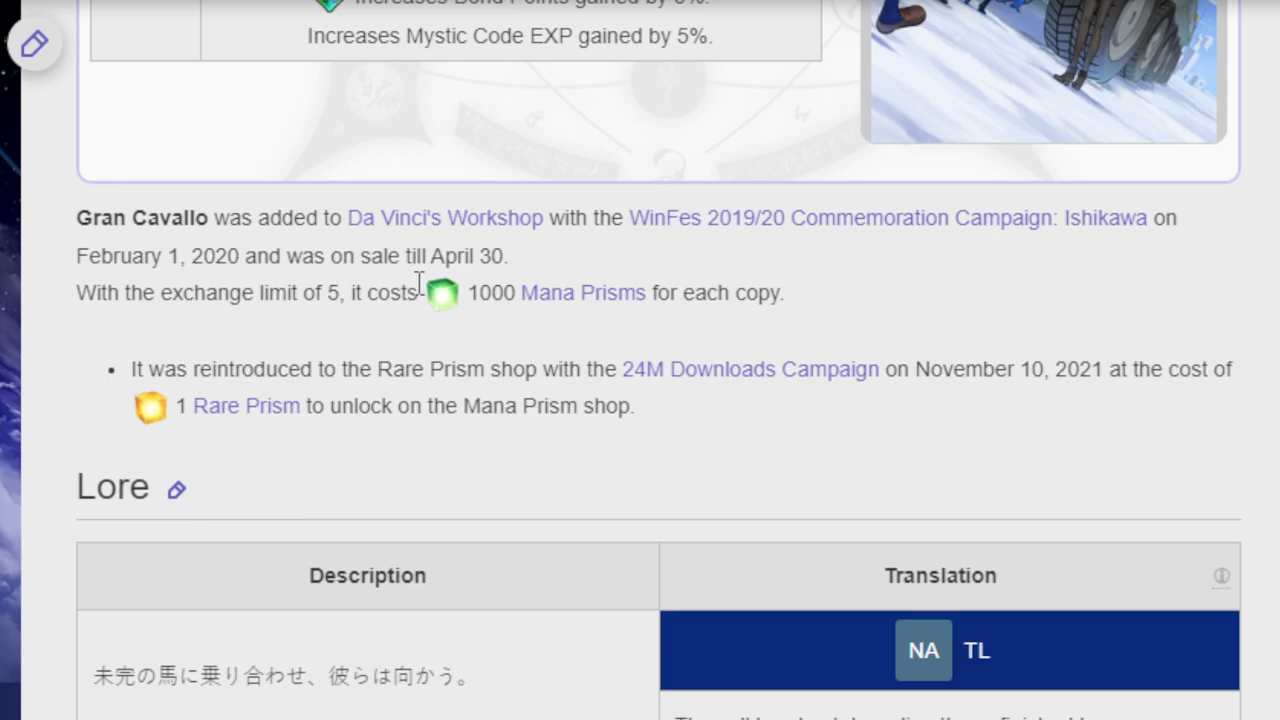 Increases Bond Points gained by
Increases Mystic Code EXP gained by 5%.
Gran Cavallo was added to Da Vinci's Workshop with the WinFes 2019/20 Commemoration Campaign: Ishikawa on
February 1, 2020 and was on sale till April 30.
With the exchange limit of 5, it costs 1000 Mana Prisms for each copy.
• It was reintroduced to the Rare Prism shop with the 24M Downloads Campaign on November 10, 2021 at the cost of
1 Rare Prism to unlock on the Mana Prism shop.
Lore
Description Translation
NA TL
未完の馬に乗り合わせ、彼らは向かう。